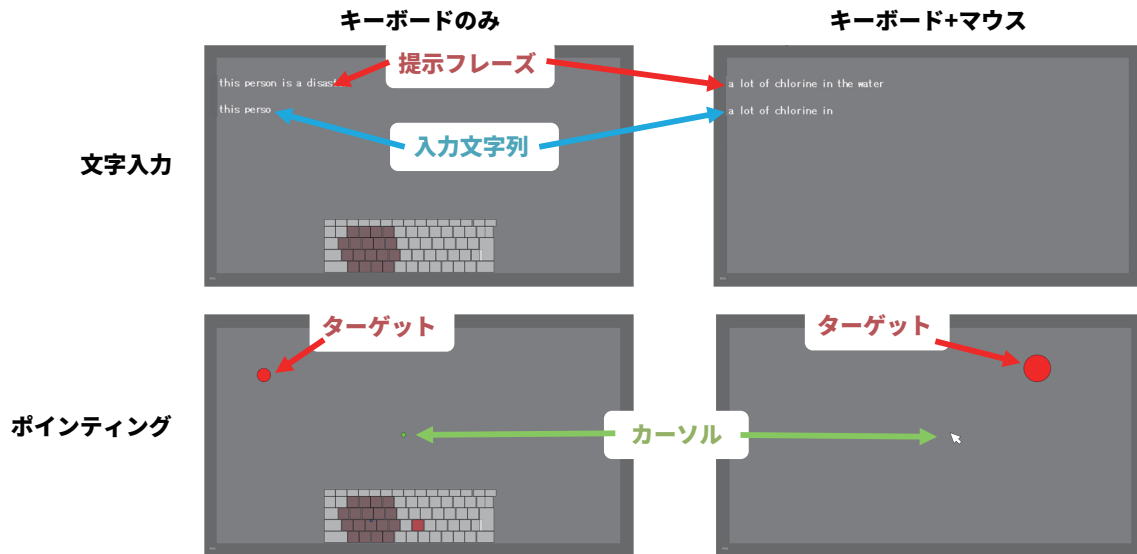 キーボードのみ
キーボード+マウス
提示フレーズ
this person is a disas
a lot of chlorine in the water
this perso
a lot of chlorine in
入力文字列
文字入力
ターゲット
ターゲット
ポインティング
カーソル